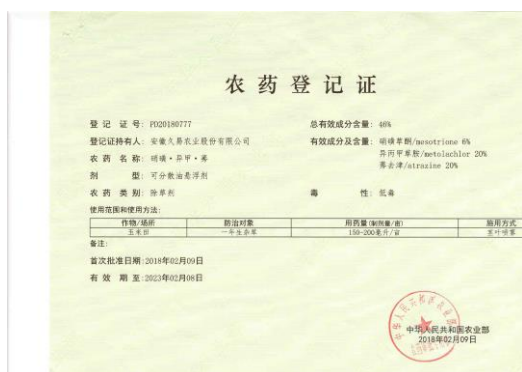 农药登记证
登 记 证 号: PD20180777
总有效成分含量: 46%
登记证持有人: 安徽久易农业股份有限公司
有效成分及含量: 硝磺草酮/mesotrione 6%
异丙甲草胺/metolachlor 20%
莠去津/atrazine 20%
农 药 名 称: 硝磺·异甲·莠
剂 型: 可分散油悬浮剂
农 药 类 别: 除草剂
毒 性: 低毒
使用范围和使用方法:
作物/场所 防治对象 用药量(制剂量/亩) 施用方式
玉米田 一年生杂草 150-200毫升/亩 茎叶喷雾
备注:
首次批准日期:2018年02月09日
有 效 期 至:2023年02月08日
中华人民共和国农业部
2018年02月09日